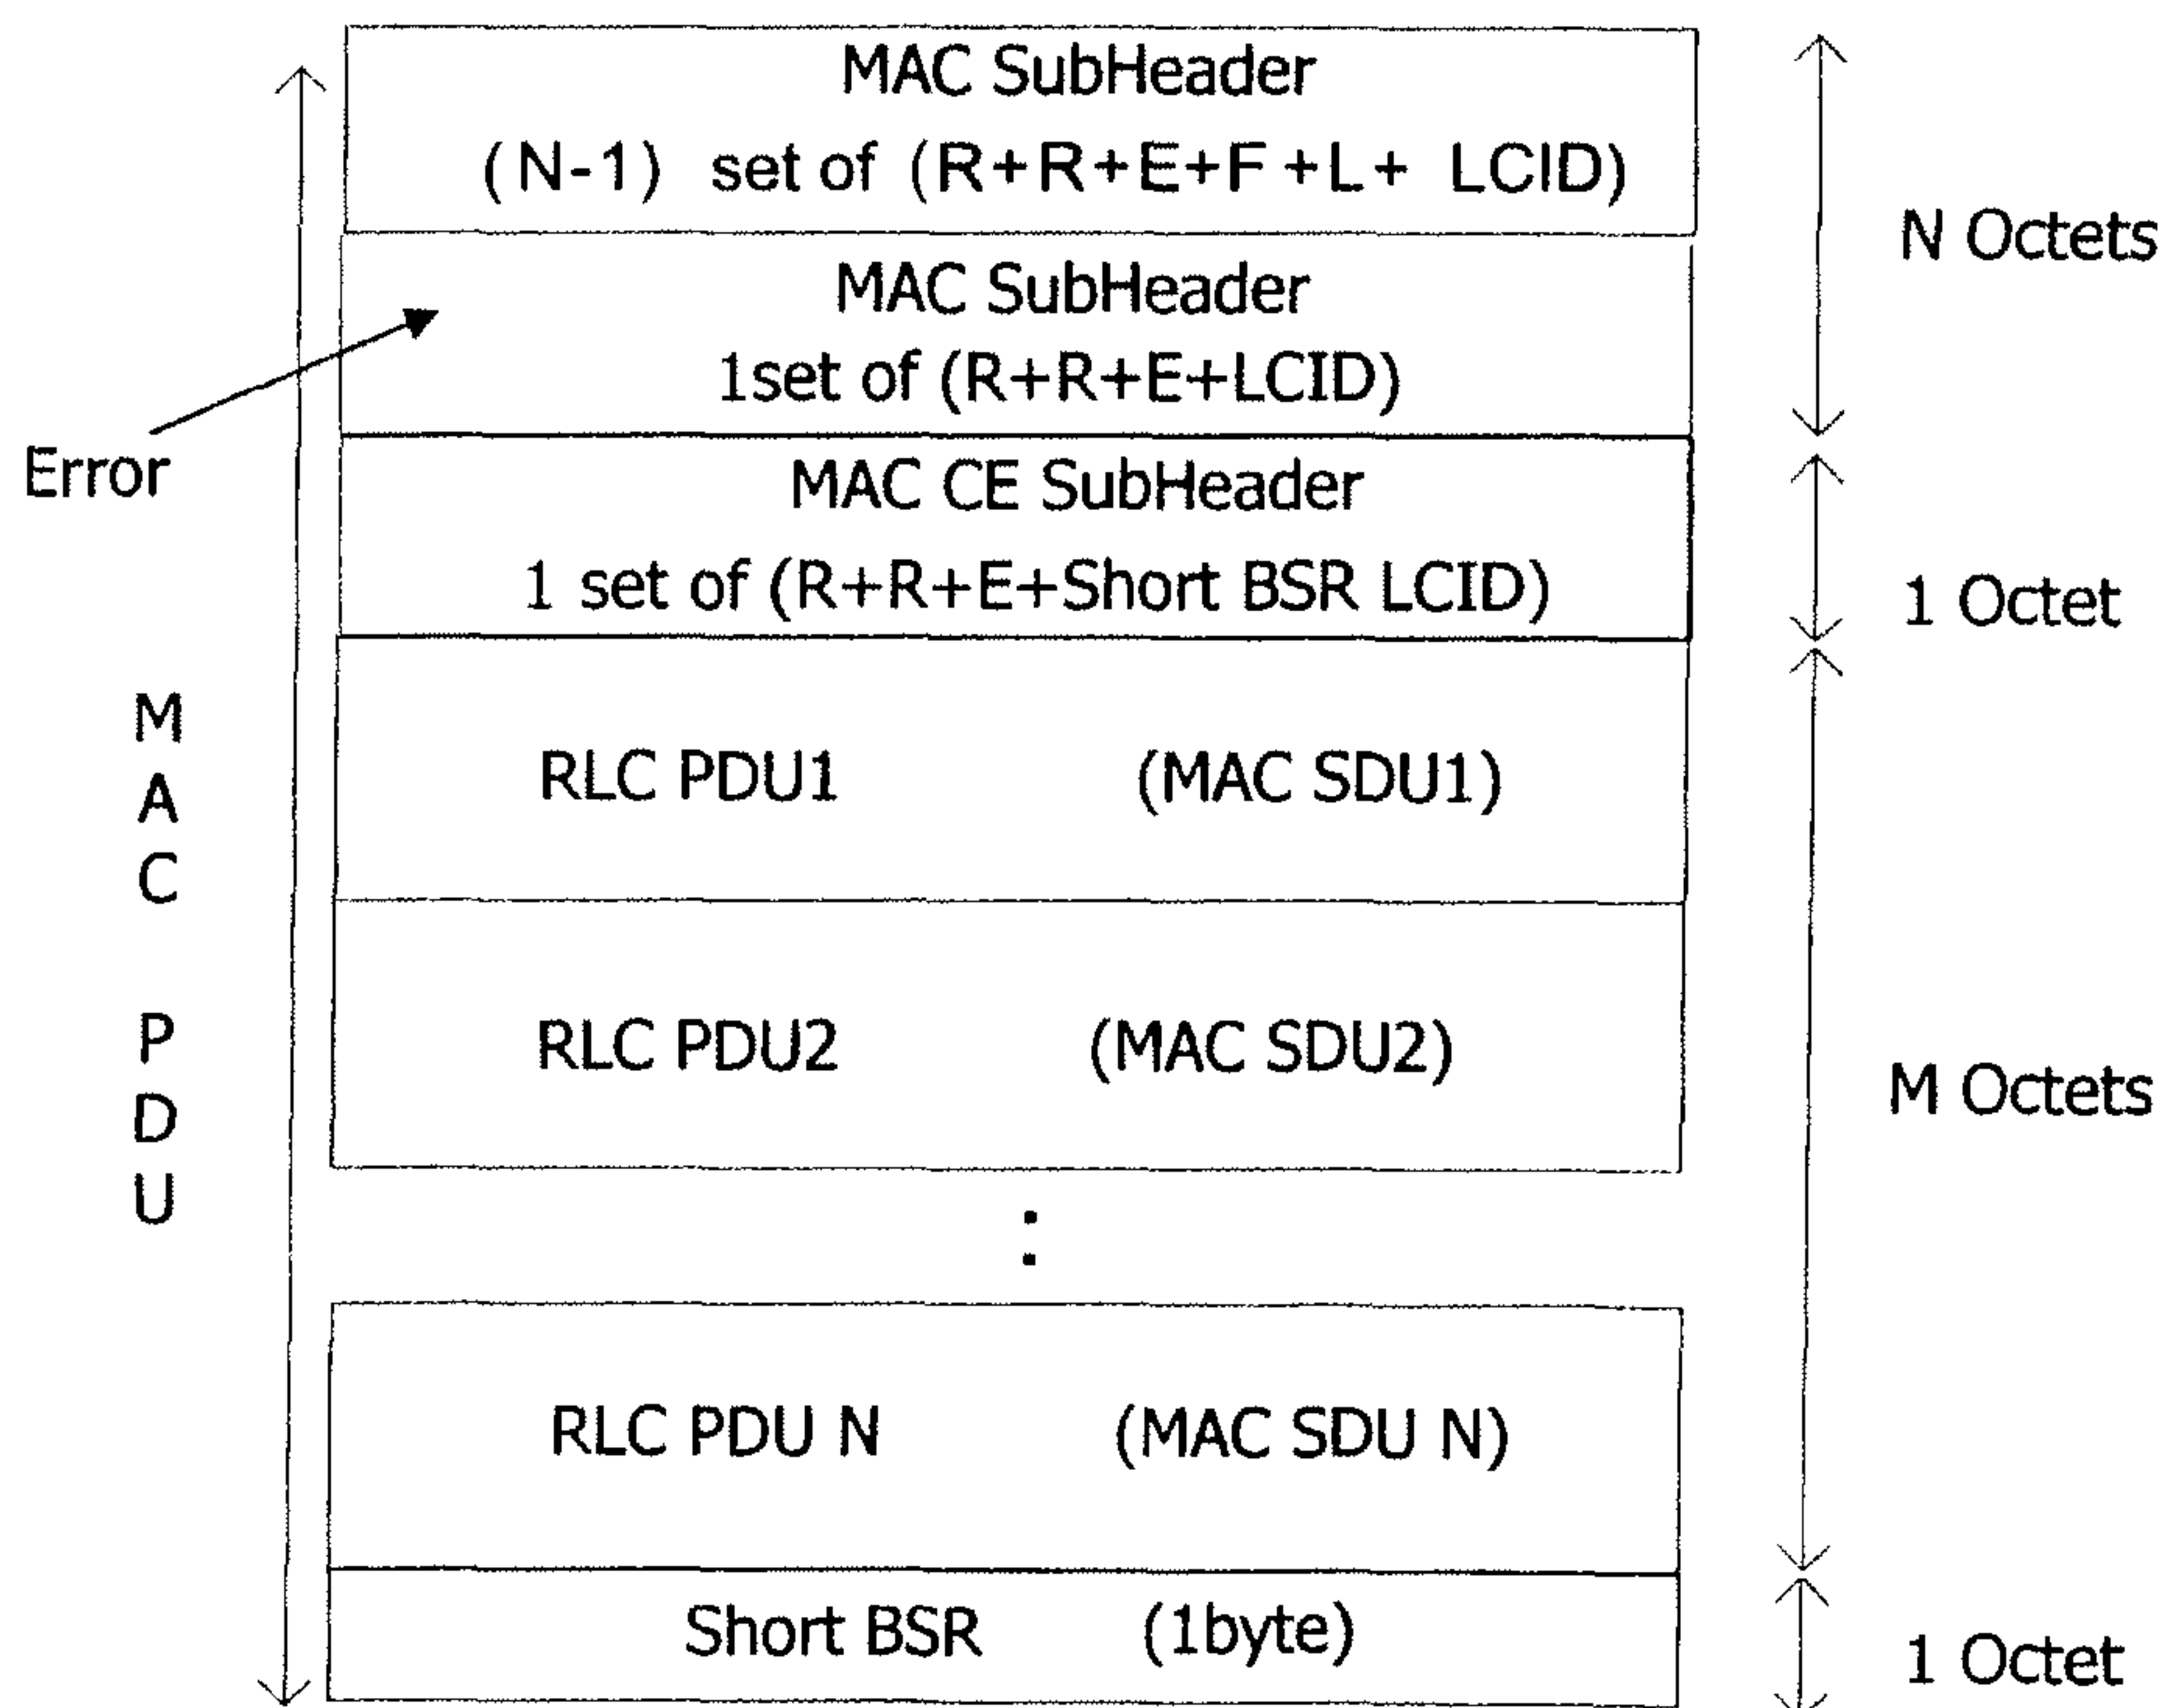 MAC SubHeader
(N-1) set of (R+R+E+F+L+ LCID)
N Octets
MAC SubHeader
1set of (R+R+E+LCID)
Error
MAC CE SubHeader
1 set of (R+R+E+Short BSR LCID)
1 Octet
MAC PDU
RLC PDU1 (MAC SDU1)
RLC PDU2 (MAC SDU2)
M Octets
:
RLC PDU N (MAC SDU N)
Short BSR (1byte)
1 Octet